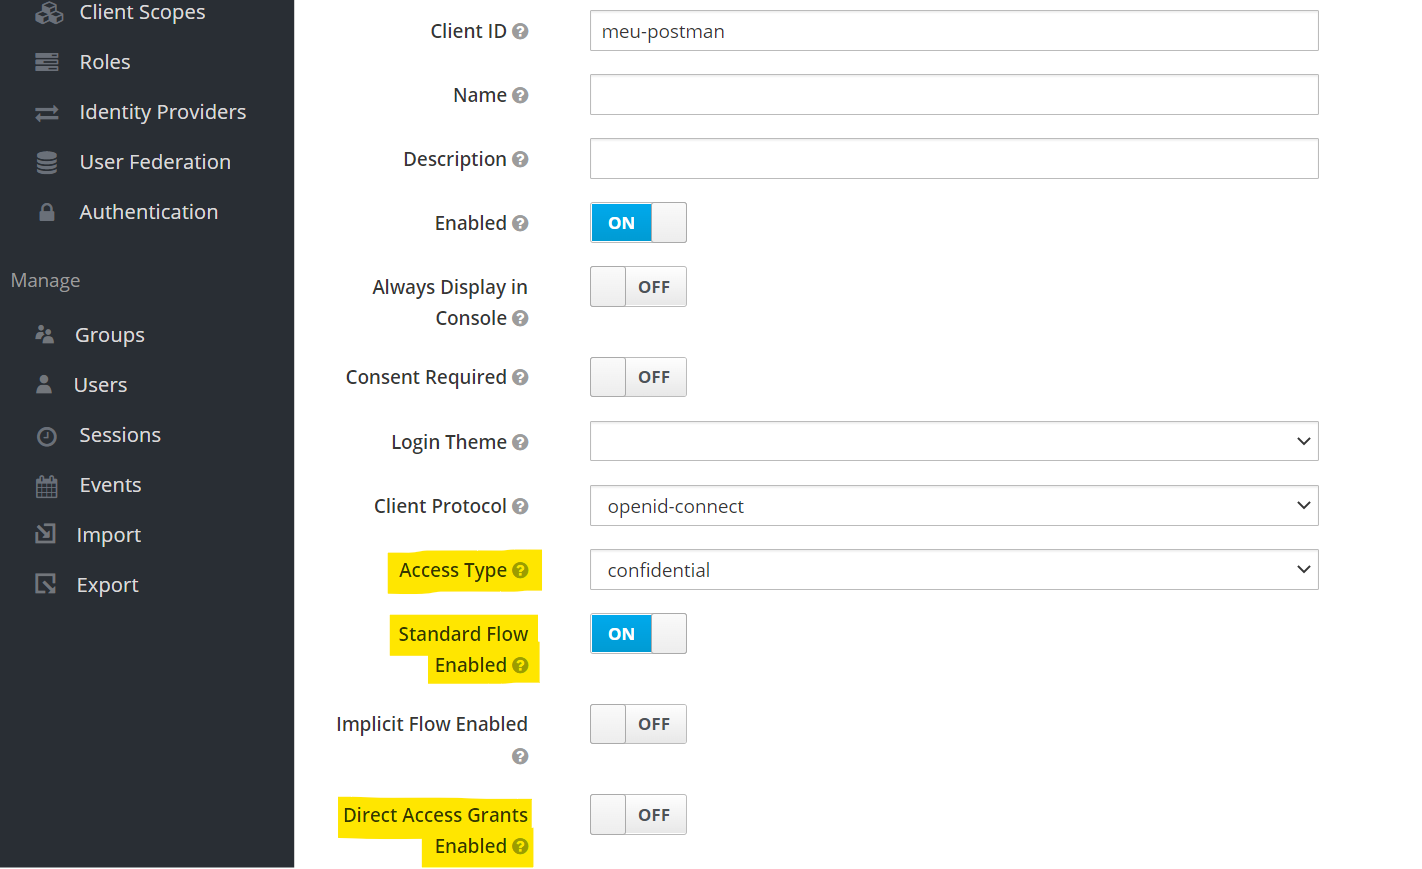 Client Scopes
Roles
Identity Providers
User Federation
Authentication
Manage
Groups
Users
Sessions
Events
Import
Export
Client ID
meu-postman
Name
Description
Enabled
ON
Always Display in
Console
OFF
Consent Required
OFF
Login Theme
Client Protocol
openid-connect
Access Type
confidential
Standard Flow
Enabled
ON
Implicit Flow Enabled
OFF
Direct Access Grants
Enabled
OFF